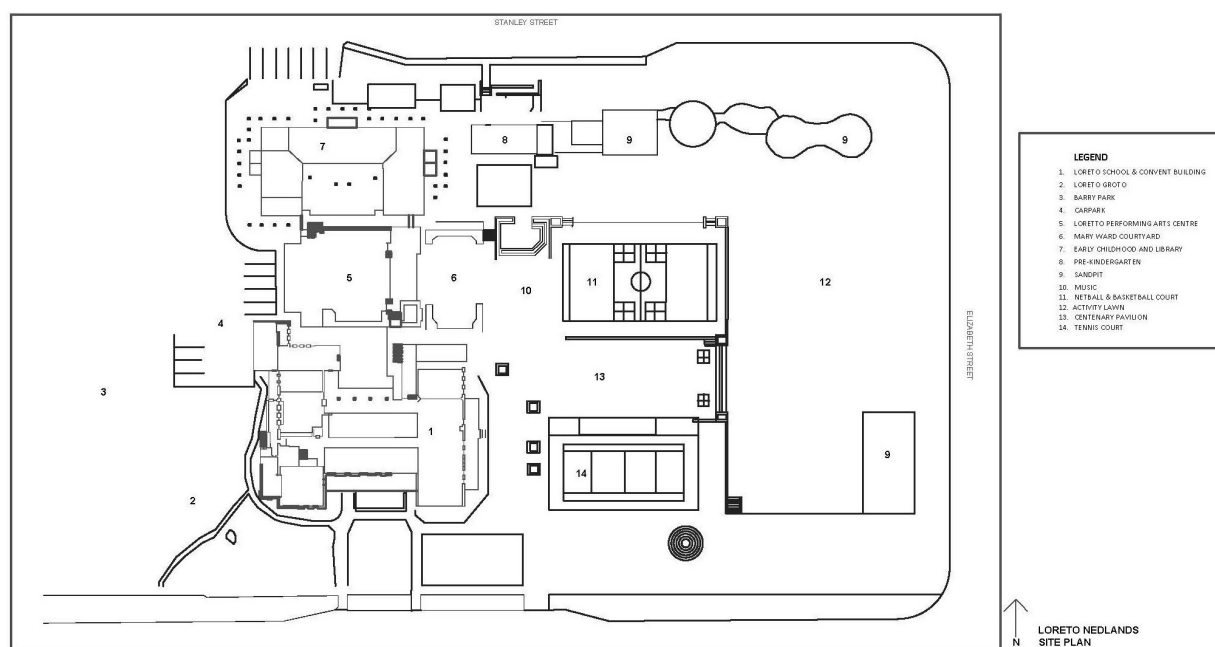 STANLEY STREET
7
8
9
9
5
6
10
11
12
4
3
13
1
14
9
2
ELIZABETH STREET
LEGEND
1. LORETO SCHOOL & CONVENT BUILDING
2. LORETO GROTO
3. BARRY PARK
4. CARPARK
5. LORETTO PERFORMING ARTS CENTRE
6. MARY WARD COURTYARD
7. EARLY CHILDHOOD AND LIBRARY
8. PRE-KINDERGARTEN
9. SANDPIT
10. MUSIC
11. NETBALL & BASKETBALL COURT
12. ACTIVITY LAWN
13. CENTENARY PAVILION
14. TENNIS COURT
N
LORETO NEDLANDS
SITE PLAN